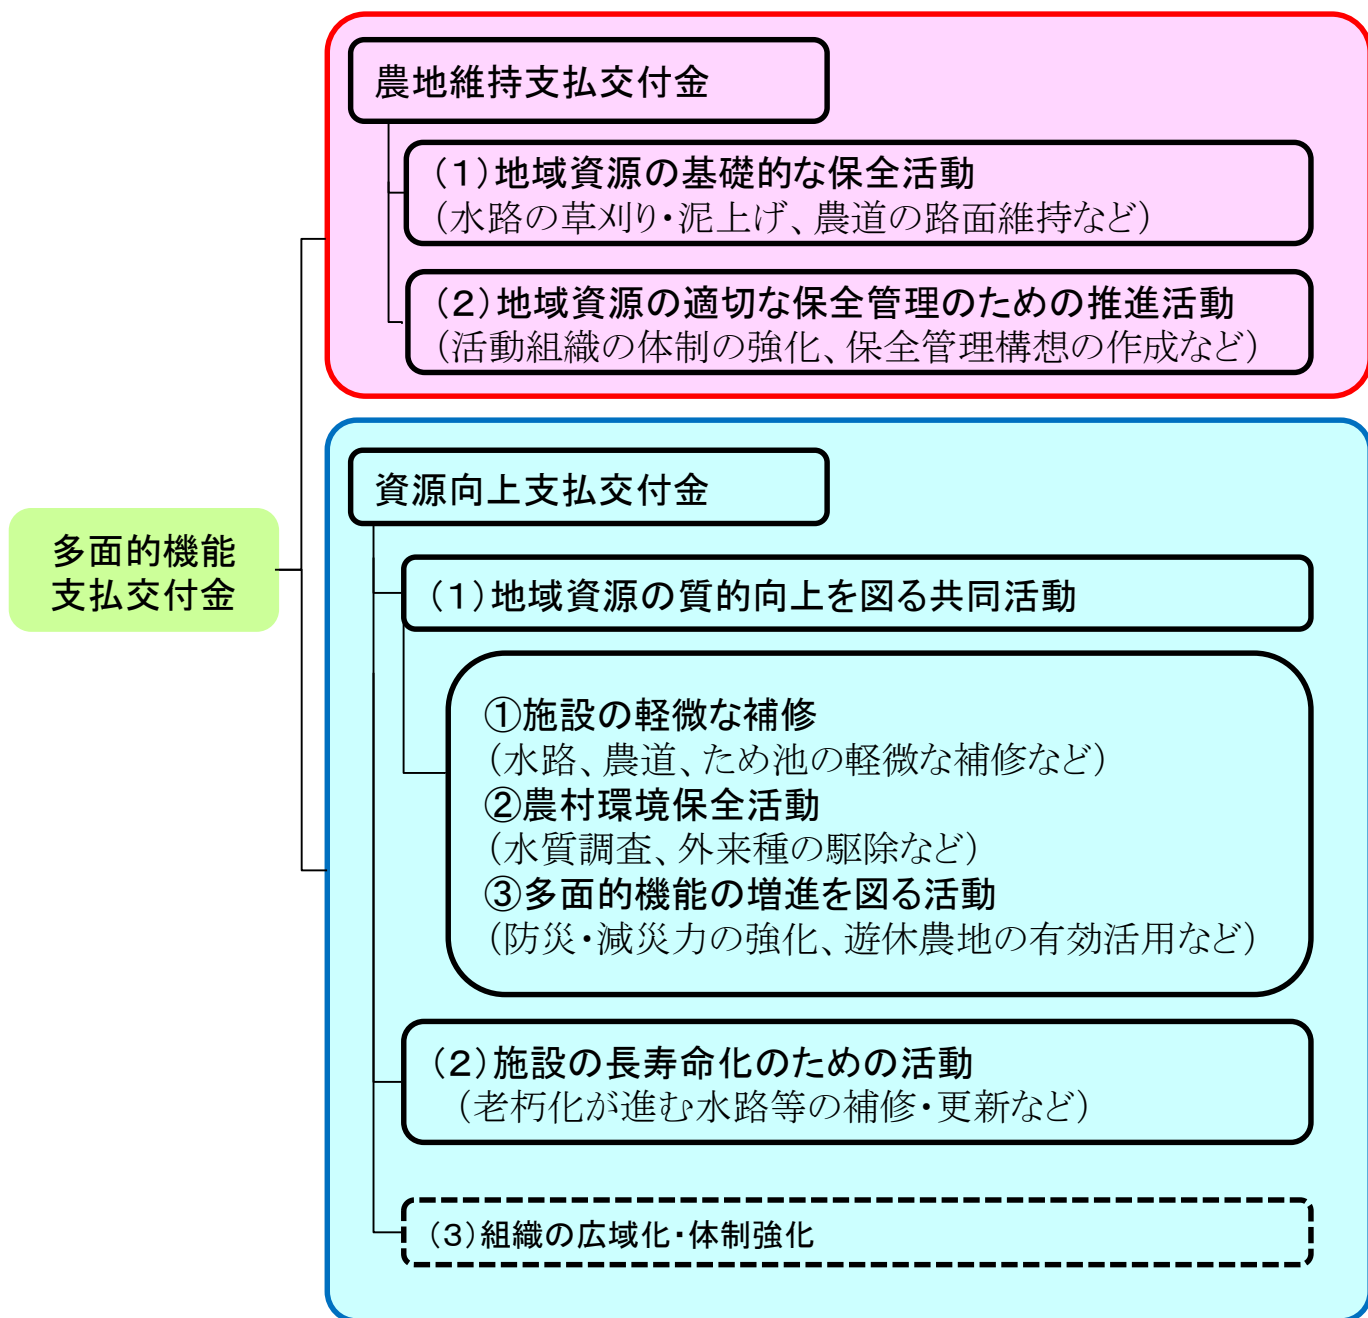 農地維持支払交付金
（１）地域資源の基礎的な保全活動
（水路の草刈り・泥上げ、農道の路面維持など）
（２）地域資源の適切な保全管理のための推進活動
（活動組織の体制の強化、保全管理構想の作成など）
多面的機能
支払交付金
資源向上支払交付金
（１）地域資源の質的向上を図る共同活動
①施設の軽微な補修
（水路、農道、ため池の軽微な補修など）
②農村環境保全活動
（水質調査、外来種の駆除など）
③多面的機能の増進を図る活動
（防災・減災力の強化、遊休農地の有効活用など）
（２）施設の長寿命化のための活動
（老朽化が進む水路等の補修・更新など）
（３）組織の広域化・体制強化